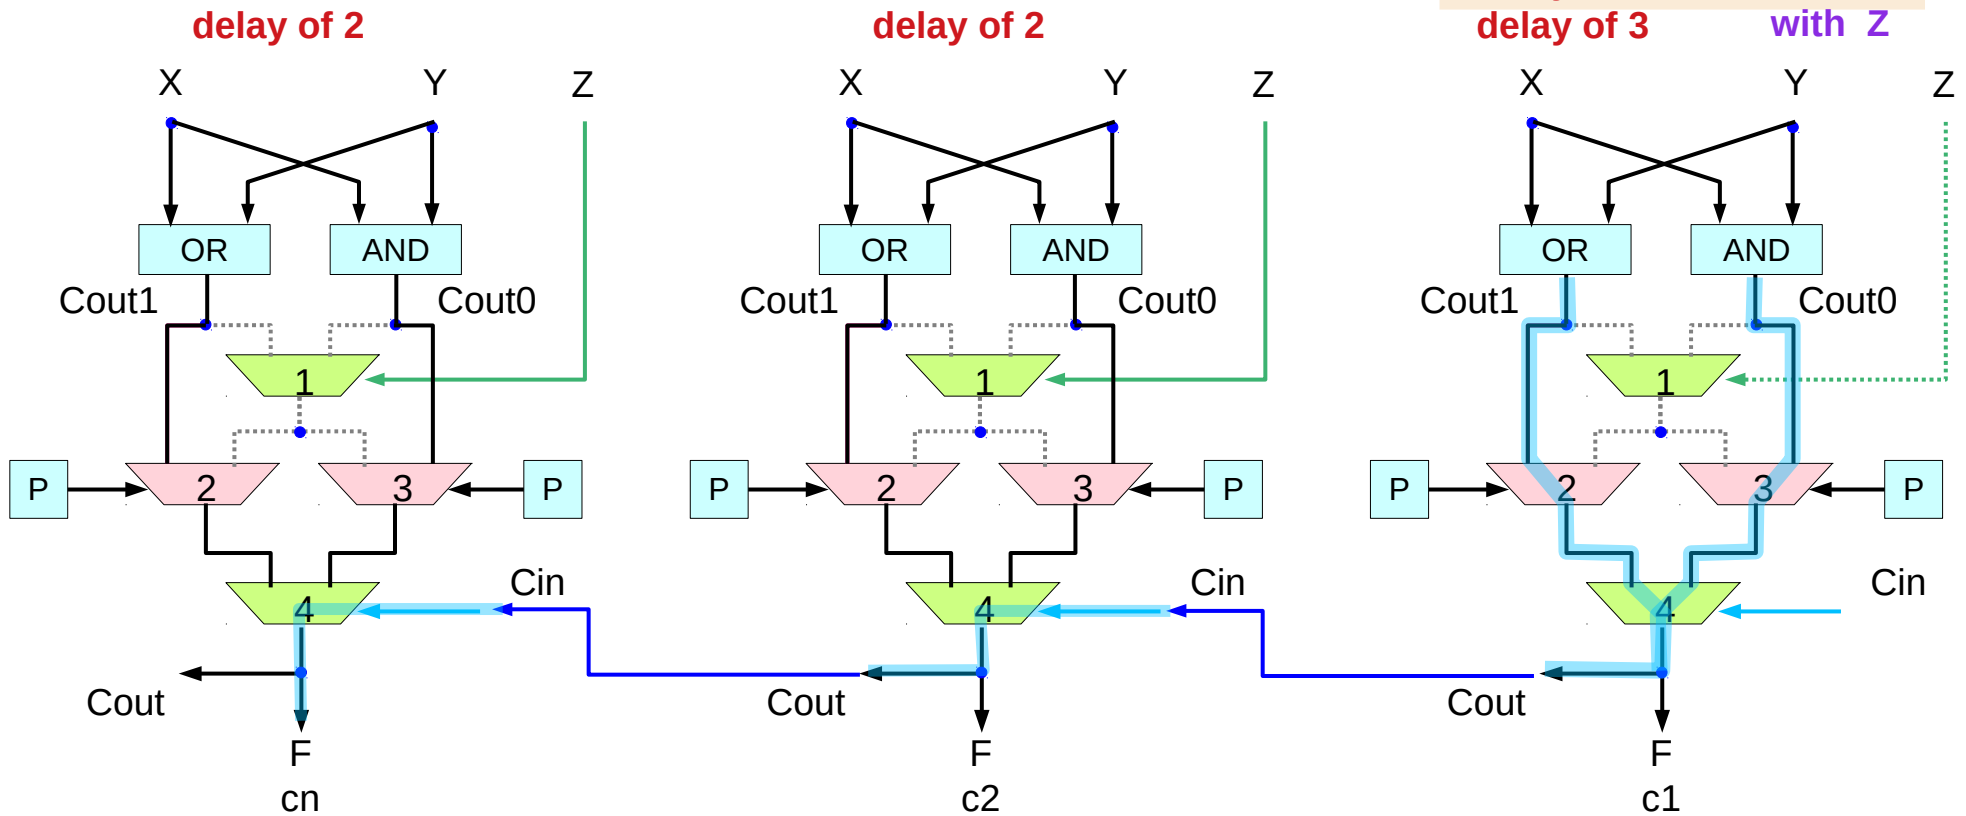 delay of 2
delay of 2
delay of 3
with Z
X Y Z
X Y Z
X Y Z
OR AND
OR AND
OR AND
Cout1 Cout0
Cout1 Cout0
Cout1 Cout0
1
1
1
P 2 3 P
P 2 3 P
P 2 3 P
4 Cin
4 Cin
4 Cin
Cout
Cout
Cout
F
F
F
cn
c2
c1